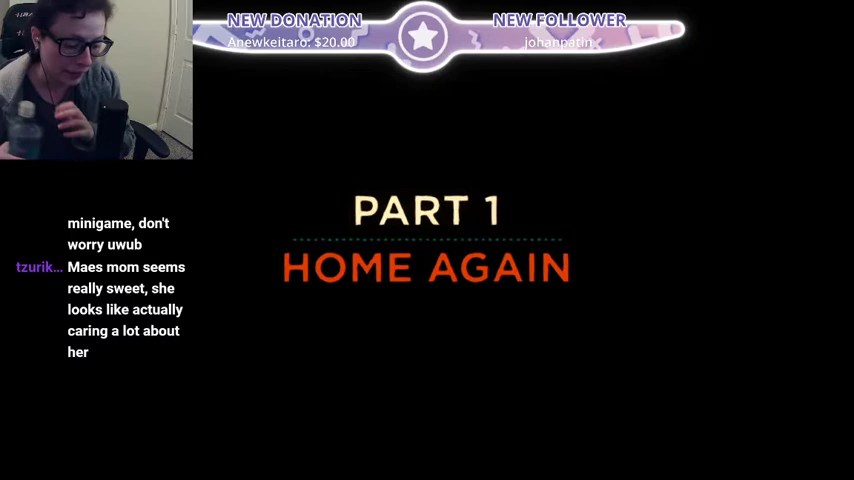 NEW DONATION
NEW FOLLOWER
Anewkeitaro: $20.00
johanpatin
PART 1
HOME AGAIN
minigame, don't
worry uwub
tzurik... Maes mom seems
really sweet, she
looks like actually
caring a lot about
her